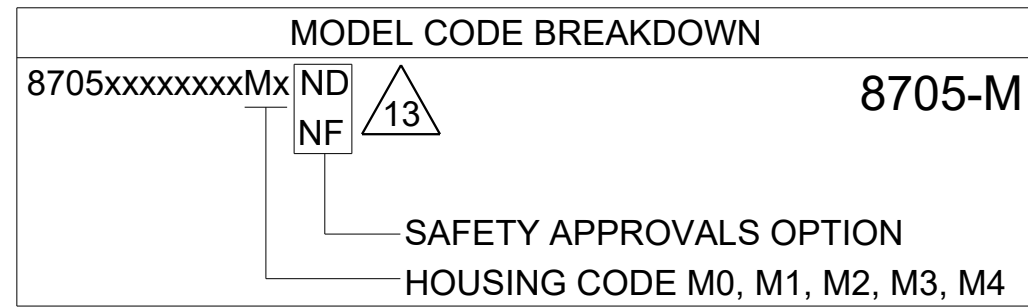 MODEL CODE BREAKDOWN
8705xxxxxxxxMx ND
NF
13
8705-M
SAFETY APPROVALS OPTION
HOUSING CODE M0, M1, M2, M3, M4